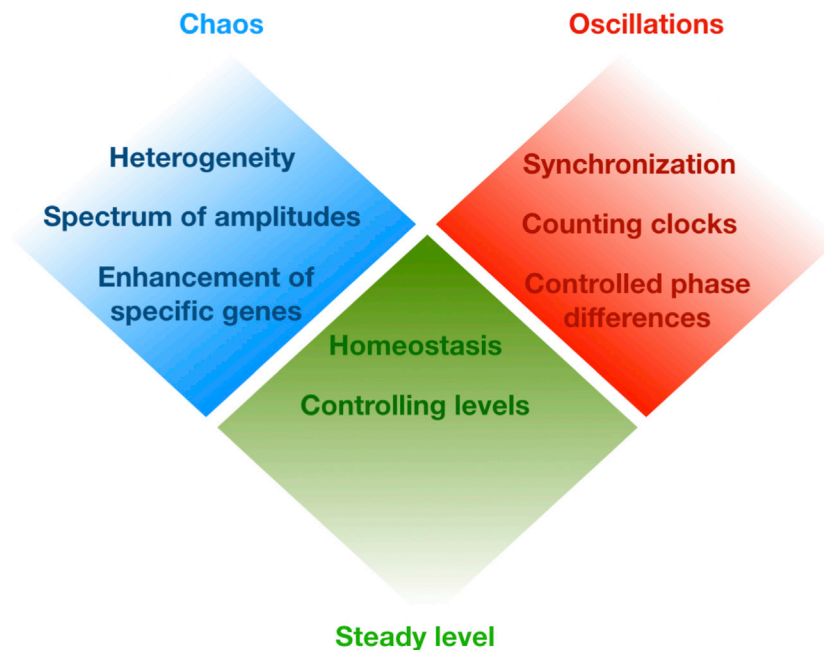 Chaos
Oscillations
Heterogeneity
Spectrum of amplitudes
Enhancement of
specific genes
Synchronization
Counting clocks
Controlled phase
differences
Homeostasis
Controlling levels
Steady level